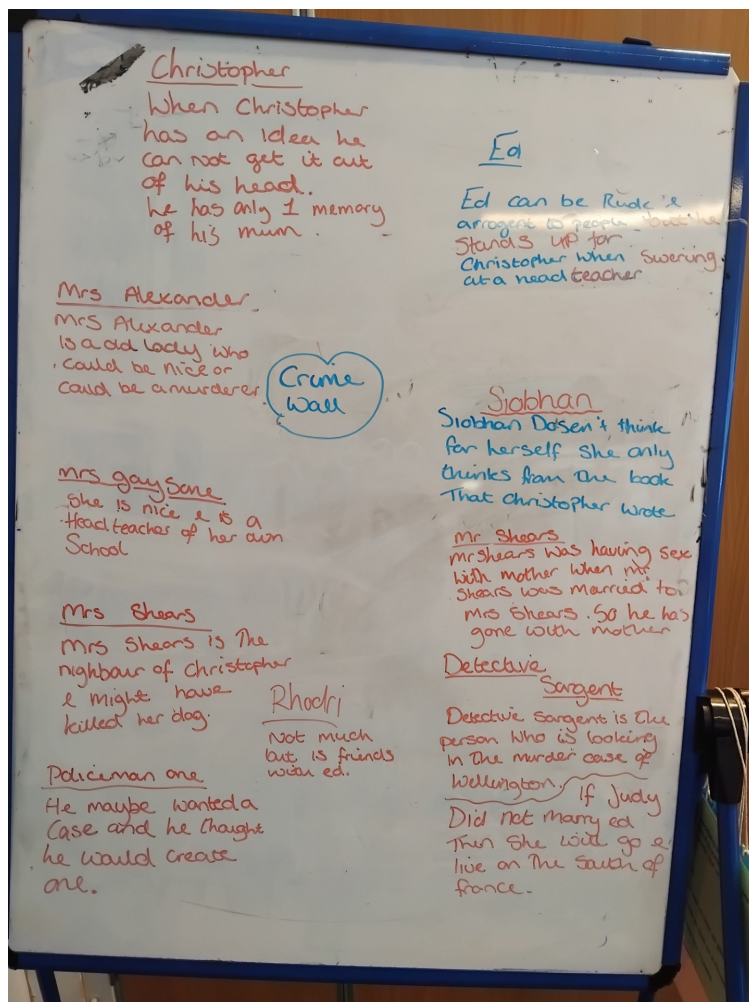 Christopher
When Christopher
has an idea he
can not get it out
of his head.
he has only 1 memory
of his mum.
Mrs Alexander
Mrs Alexander
Is a old lady who
could be nice or
could be a murderer
Crime
Wall
mrs gaysone
She is nice & is a
Head teacher of her own
School
Mrs Shears
Mrs Shears is The
nighbour of Christopher
& might have
killed her dog.
Rhodri
Not much
but is friends
with ed.
Policeman one
He maybe wanted a
Case and he thought
he would create
one.
Ed
Ed can be Rude &
arrogent to people but he
Stands up for
Christopher when Swering
at a head teacher
Siobhan
Siobhan Dosen't think
for herself She only
thinks from The book
That Christopher wrote
Mr Shears
mr shears was having sex
with mother when mr
shears was married to
Mrs Shears. So he has
gone with mother
Detective
Sargent
Detective Sargent is The
person who is looking
in The murder case of
Wellington, If Judy
Did not marry ed
Then She will go &
live on The South of
france.